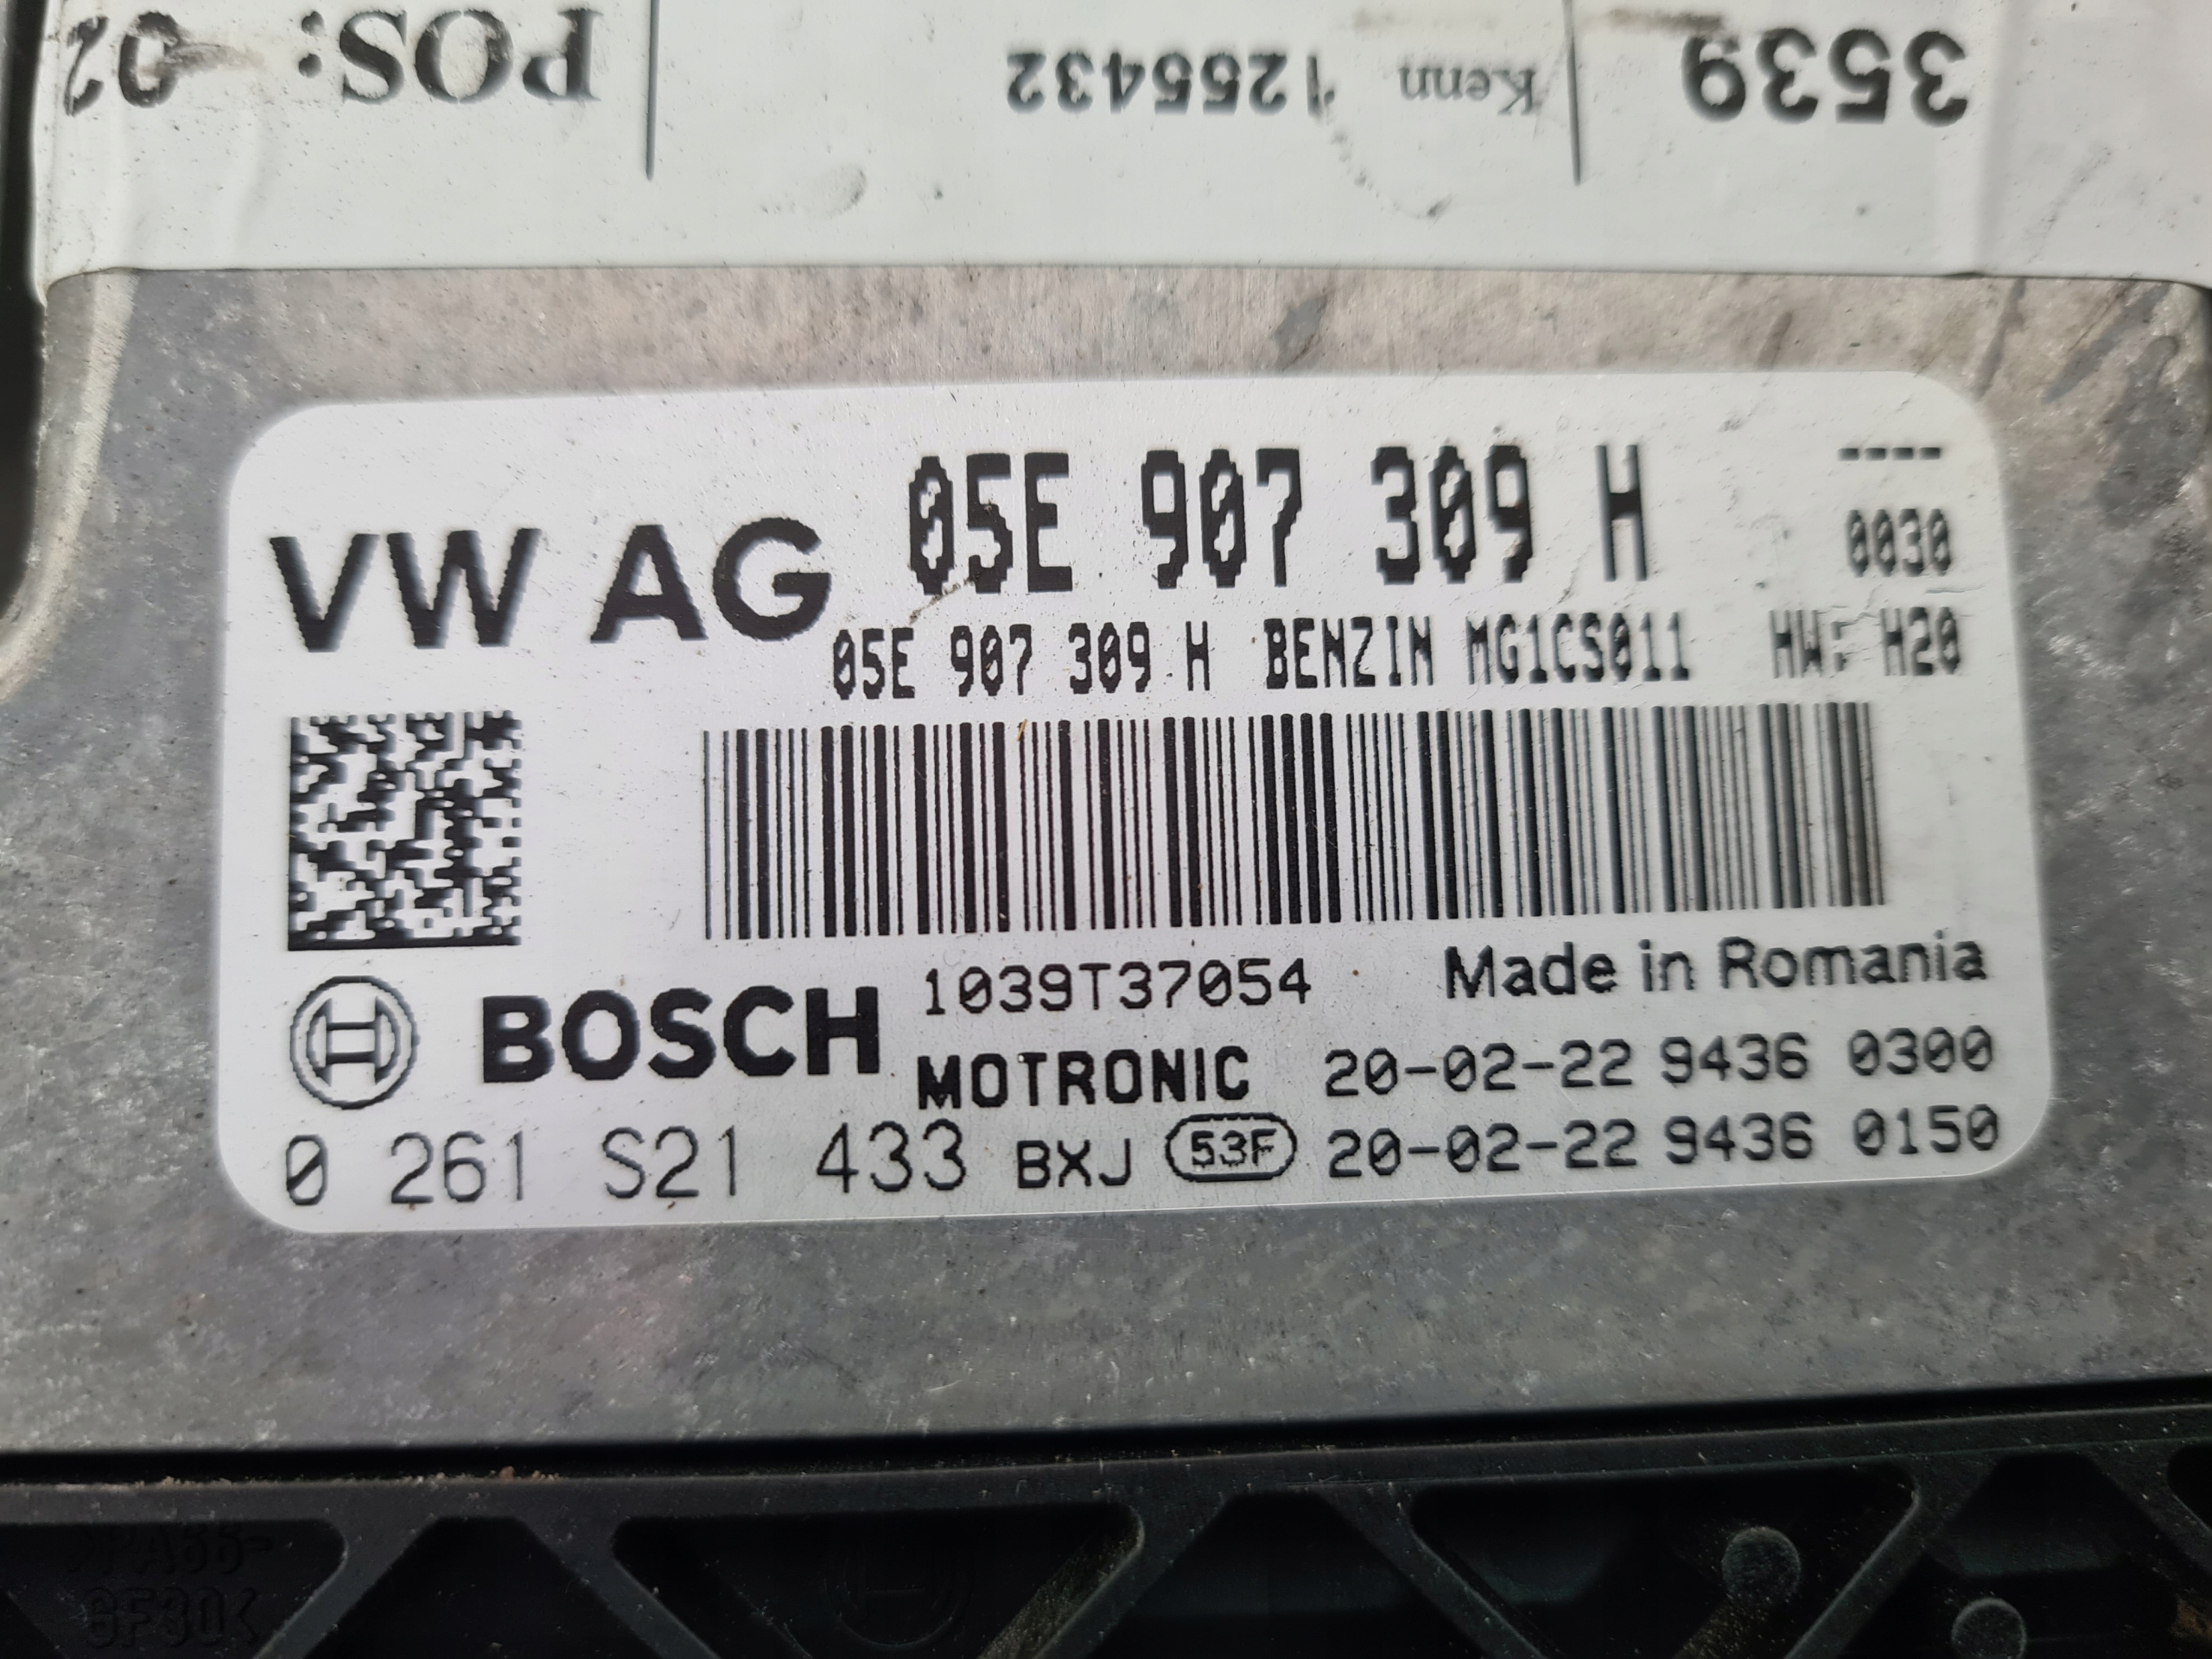 3539 Kenn 1255432 POS: 02
VW AG 05E 907 309 H ----
0030
05E 907 309 H BENZIN MG1CS011 HW: H20
BOSCH 1039T37054 Made in Romania
MOTRONIC 20-02-22 9436 0300
0 261 S21 433 BXJ 53F 20-02-22 9436 0150
>PA66-
GF30<